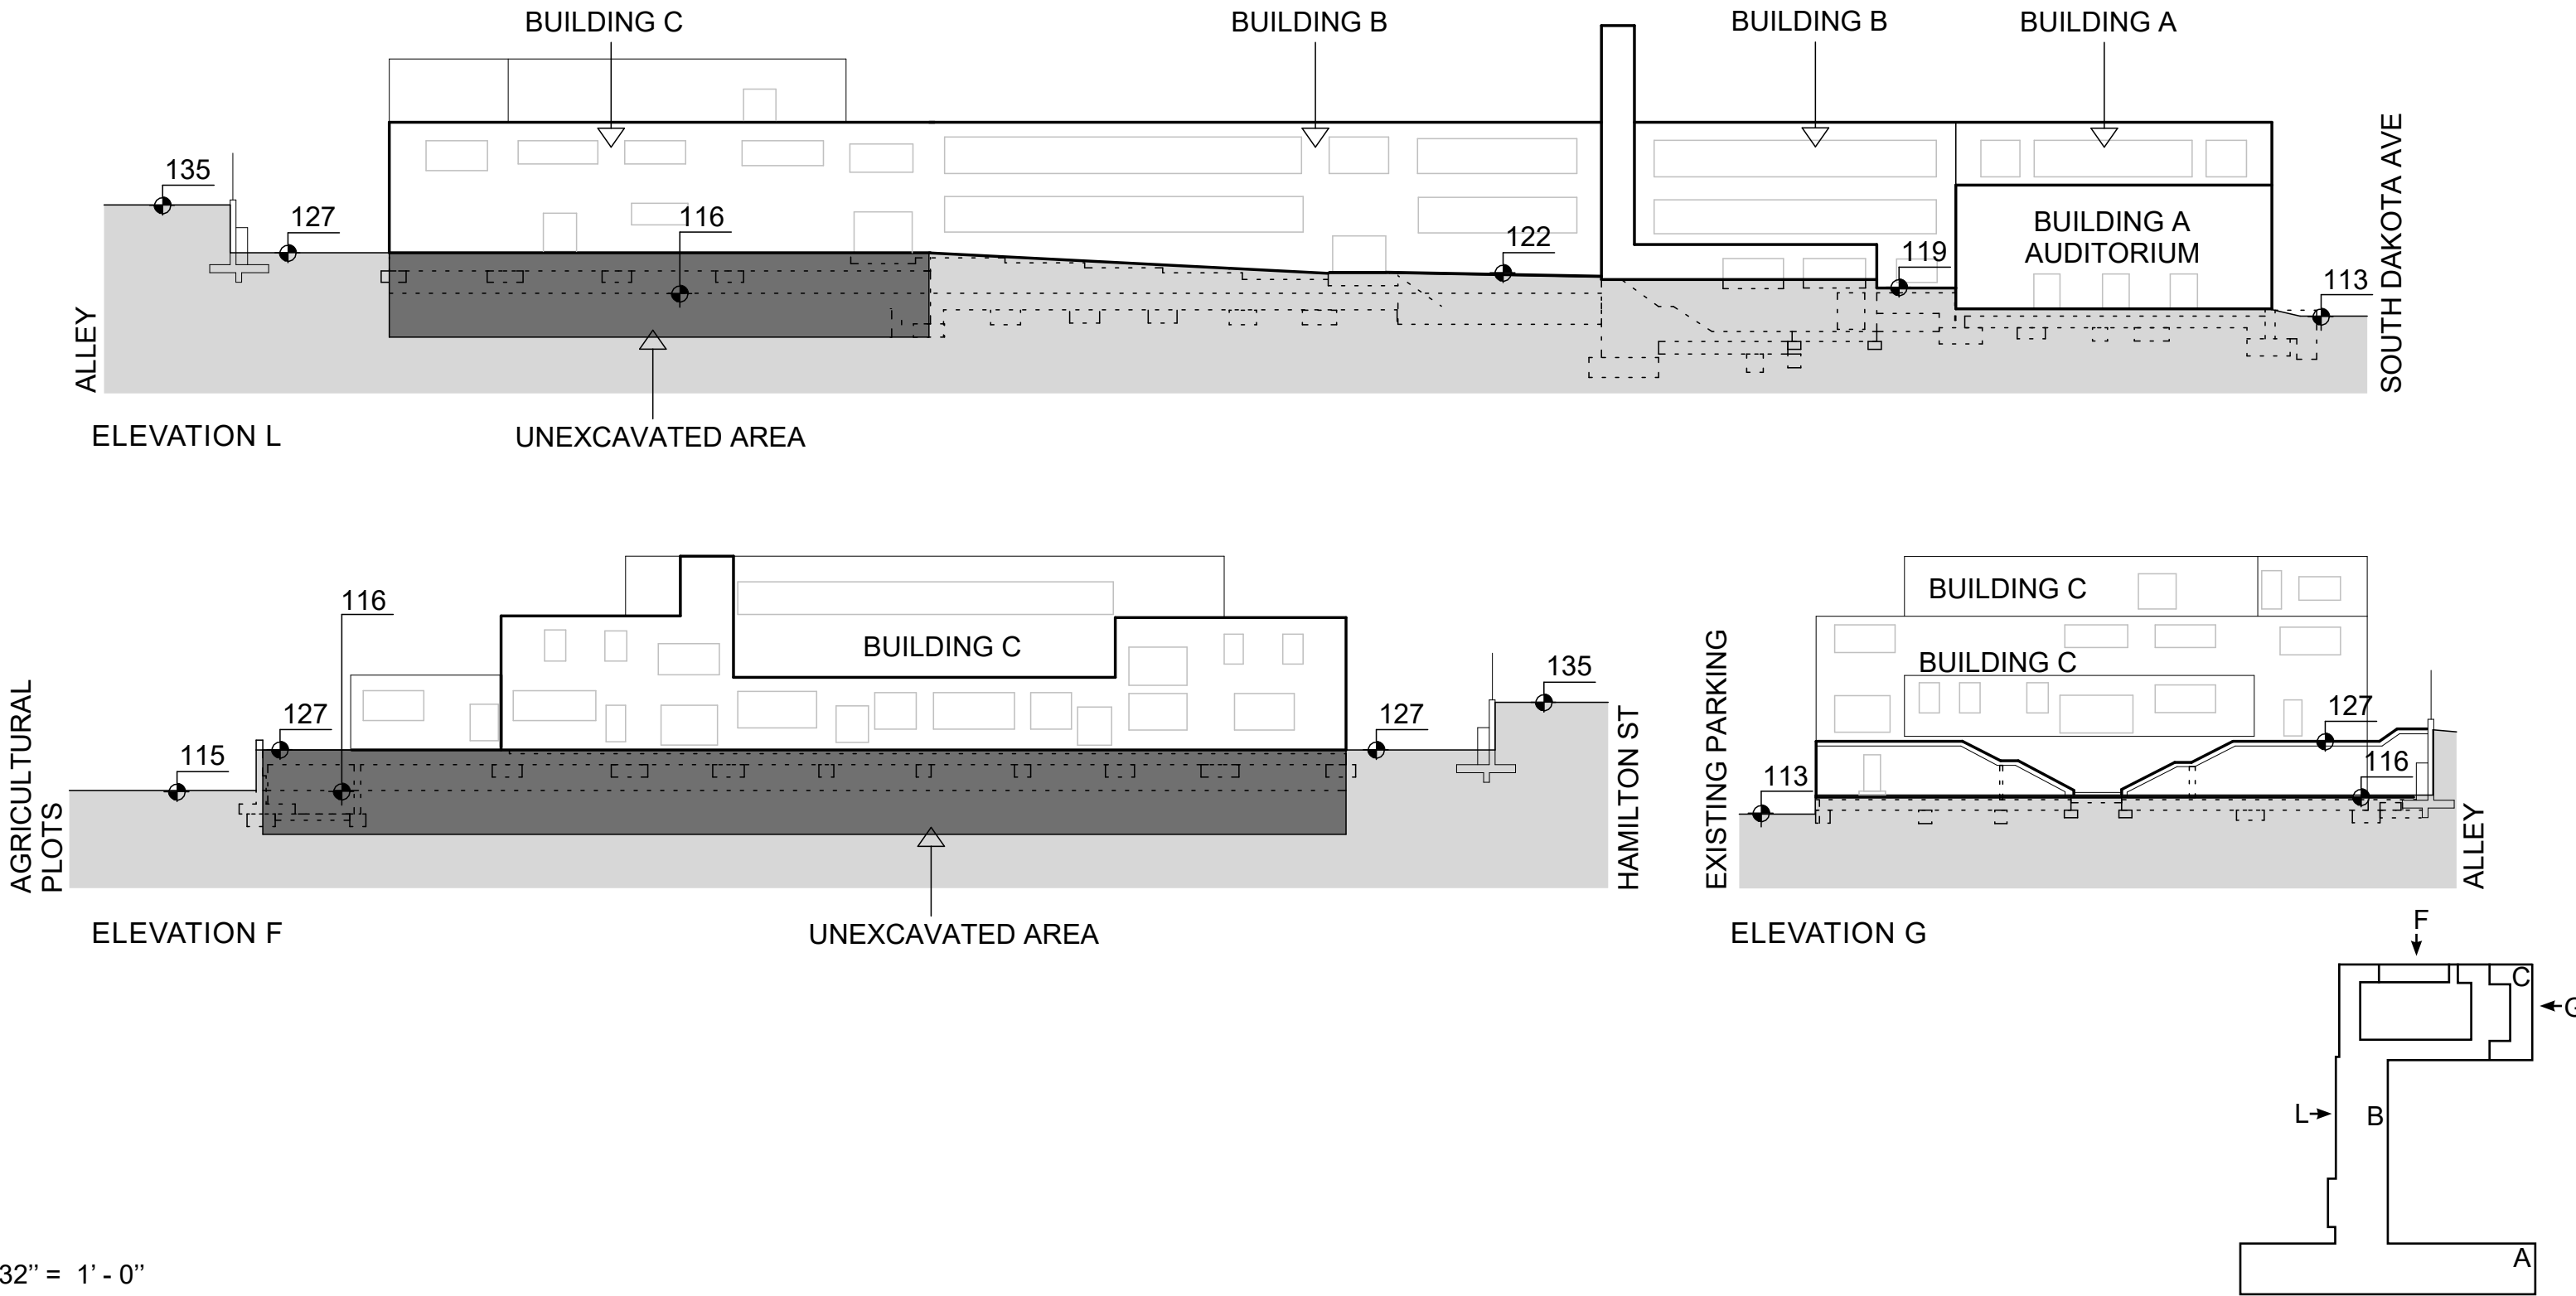 BUILDING C
BUILDING B
BUILDING B
BUILDING A
135
127
116
122
119
113
BUILDING A
AUDITORIUM
ALLEY
SOUTH DAKOTA AVE
ELEVATION L
UNEXCAVATED AREA
116
127
115
BUILDING C
127
135
AGRICULTURAL
PLOTS
HAMILTON ST
ELEVATION F
UNEXCAVATED AREA
BUILDING C
BUILDING C
127
116
113
EXISTING PARKING
ALLEY
ELEVATION G
F
C
G
L
B
A
32’’ = 1’ - 0’’